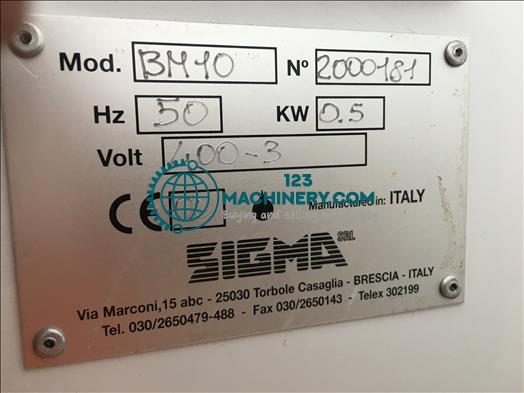 Mod. BM10 Nº 2000181
Hz 50 KW 0.5
Volt 400-3
123
MACHINERY.COM
Buying and selling
CE Manufactured in: ITALY
SIGMA SRL
Via Marconi,15 abc - 25030 Torbole Casaglia - BRESCIA - ITALY
Tel. 030/2650479-488 - Fax 030/2650143 - Telex 302199